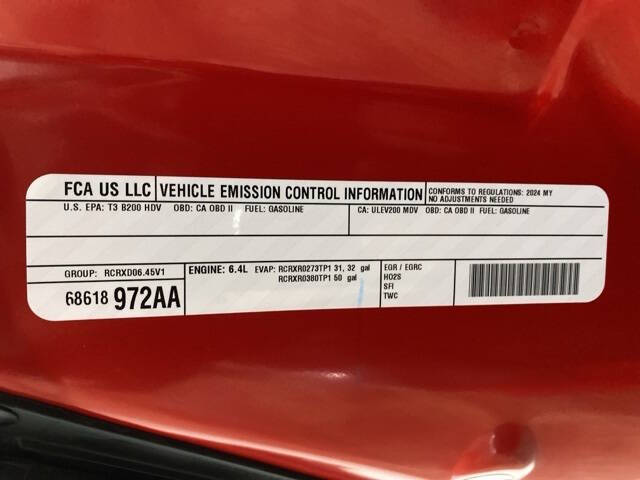 FCA US LLC VEHICLE EMISSION CONTROL INFORMATION CONFORMS TO REGULATIONS: 2024 MY
NO ADJUSTMENTS NEEDED
U.S. EPA: T3 B200 HDV OBD: CA OBD II FUEL: GASOLINE CA: ULEV200 MDV OBD: CA OBD II FUEL: GASOLINE
GROUP: RCRXD06.45V1 ENGINE: 6.4L EVAP: RCRXR0273TP1 31, 32 gal EGR / EGRC
RCRXR0380TP1 50 gal HO2S
68618 972AA SFI
TWC